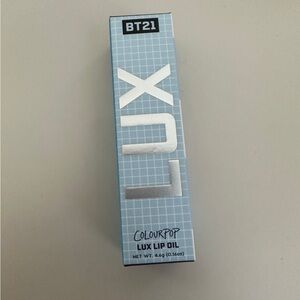 BT21
LUX
COLOURPOP
LUX LIP OIL
NET WT. 4.6g (0.16oz)